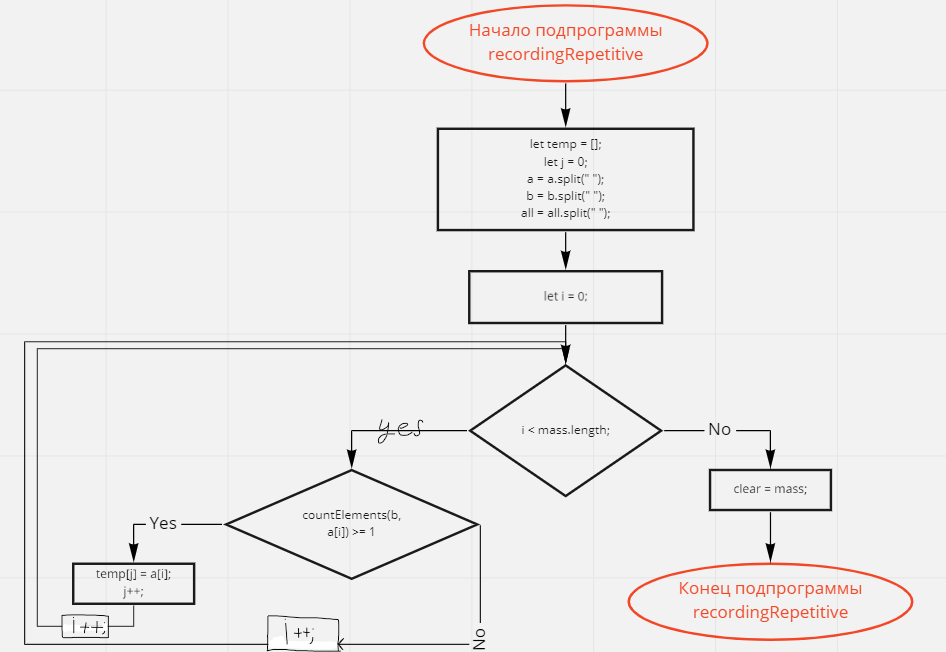 Начало подпрограммы
recordingRepetitive
let temp = [];
let j = 0;
a = a.split(" ");
b = b.split(" ");
all = all.split(" ");
let i = 0;
i < mass.length;
yes
No
clear = mass;
countElements(b,
a[i]) >= 1
Yes
temp[j] = a[i];
j++;
i++;
i++;
No
Конец подпрограммы
recordingRepetitive